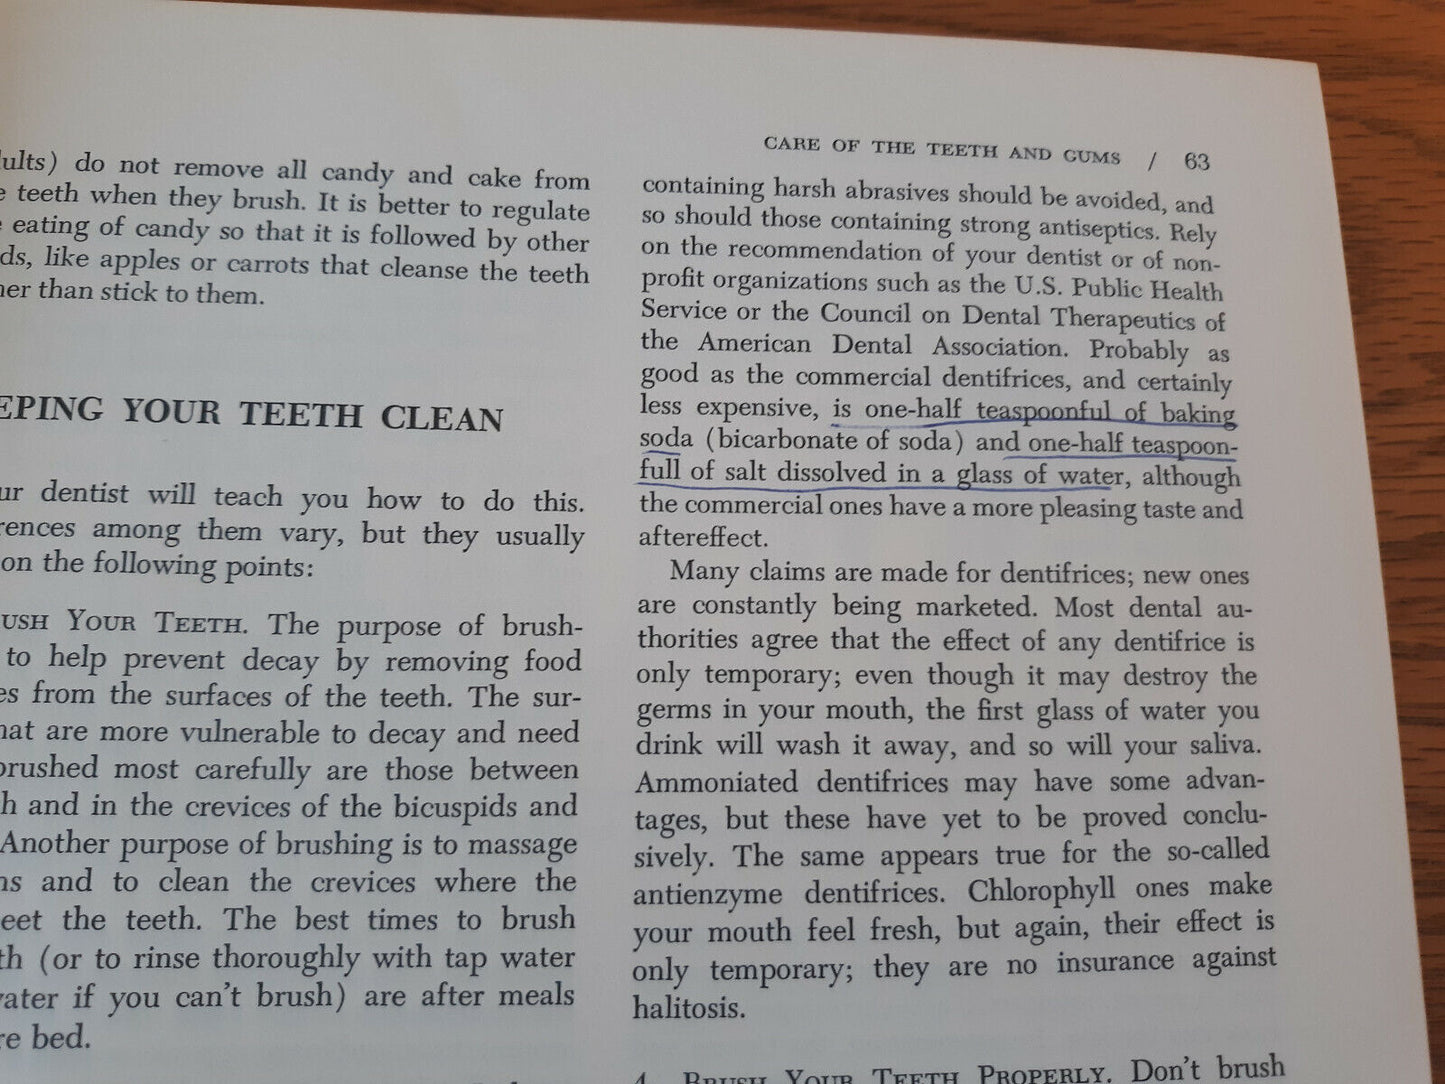 CARE OF THE TEETH AND GUMS / 63
do not remove all candy and cake from
teeth when they brush. It is better to regulate
eating of candy so that it is followed by other
like apples or carrots that cleanse the teeth
than stick to them.
YOUR TEETH CLEAN
dentist will teach you how to do this.
among them vary, but they usually
on the following points:
YOUR TEETH. The purpose of brush-
to help prevent decay by removing food
from the surfaces of the teeth. The sur-
are more vulnerable to decay and need
most carefully are those between
and in the crevices of the bicuspids and
Another purpose of brushing is to massage
and to clean the crevices where the
the teeth. The best times to brush
(or to rinse thoroughly with tap water
if you can't brush) are after meals
bed.
containing harsh abrasives should be avoided, and
so should those containing strong antiseptics. Rely
on the recommendation of your dentist or of non-
profit organizations such as the U.S. Public Health
Service or the Council on Dental Therapeutics of
the American Dental Association. Probably as
good as the commercial dentifrices, and certainly
less expensive, is one-half teaspoonful of baking
soda (bicarbonate of soda) and one-half teaspoon-
full of salt dissolved in a glass of water, although
the commercial ones have a more pleasing taste and
aftereffect.
Many claims are made for dentifrices; new ones
are constantly being marketed. Most dental au-
thorities agree that the effect of any dentifrice is
only temporary; even though it may destroy the
germs in your mouth, the first glass of water you
drink will wash it away, and so will your saliva.
Ammoniated dentifrices may have some advan-
tages, but these have yet to be proved conclu-
sively. The same appears true for the so-called
antienzyme dentifrices. Chlorophyll ones make
your mouth feel fresh, but again, their effect is
only temporary; they are no insurance against
halitosis.
4. BRUSH YOUR TEETH PROPERLY. Don't brush